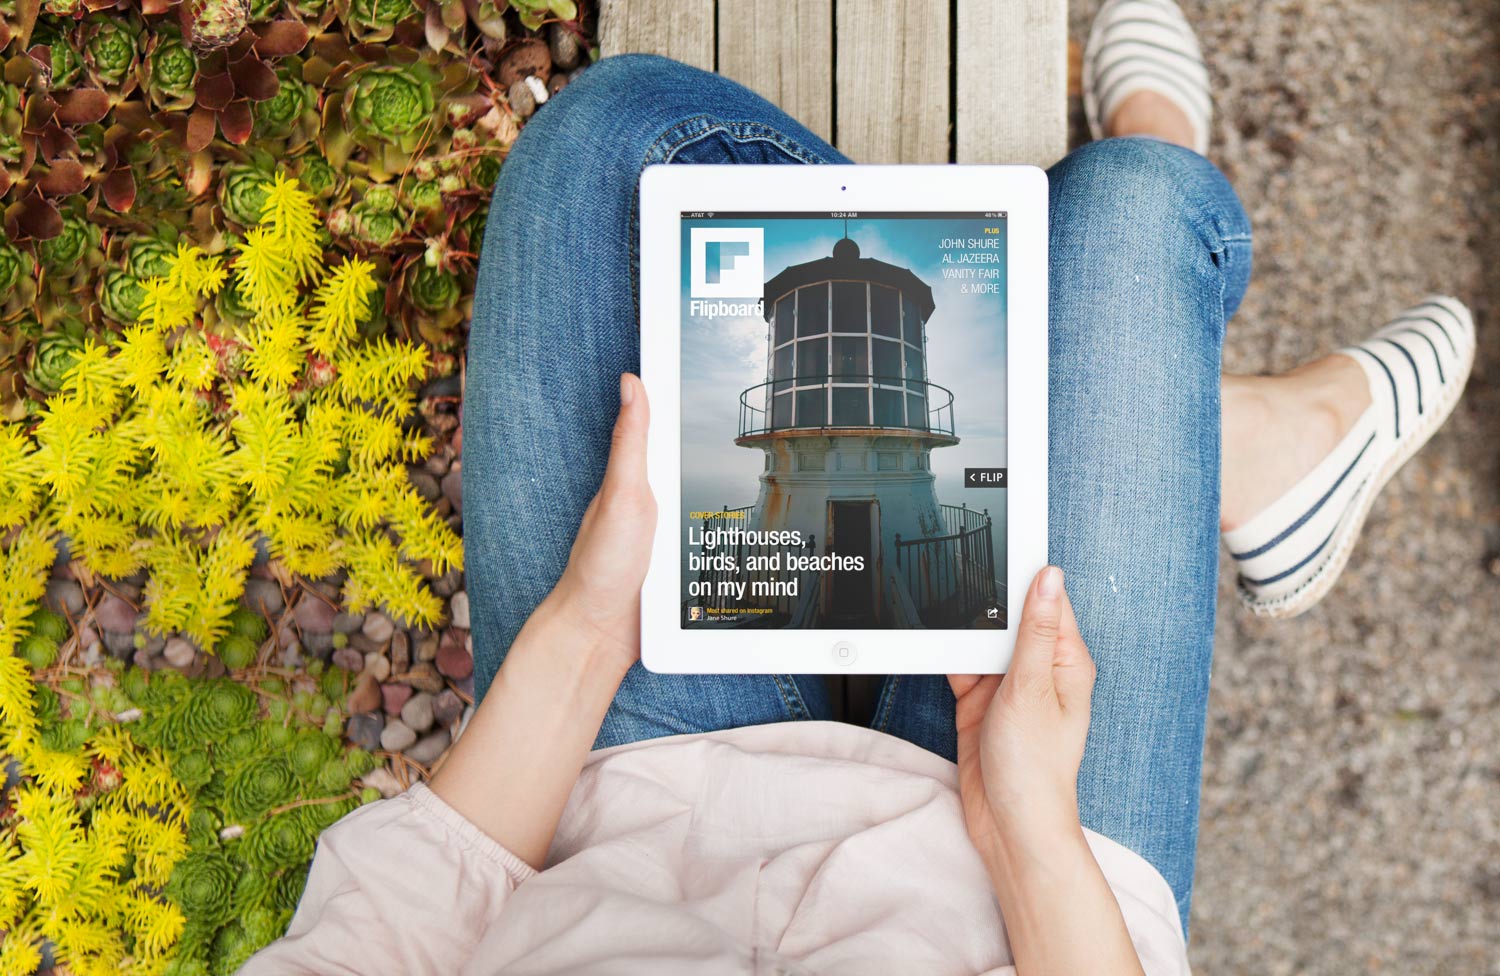 AT&T
10:24 AM
46%
Flipboard
PLUS
JOHN SHURE
AL JAZEERA
VANITY FAIR
& MORE
< FLIP
COVER STORIES
Lighthouses,
birds, and beaches
on my mind
Most shared on Instagram
Jane Shure